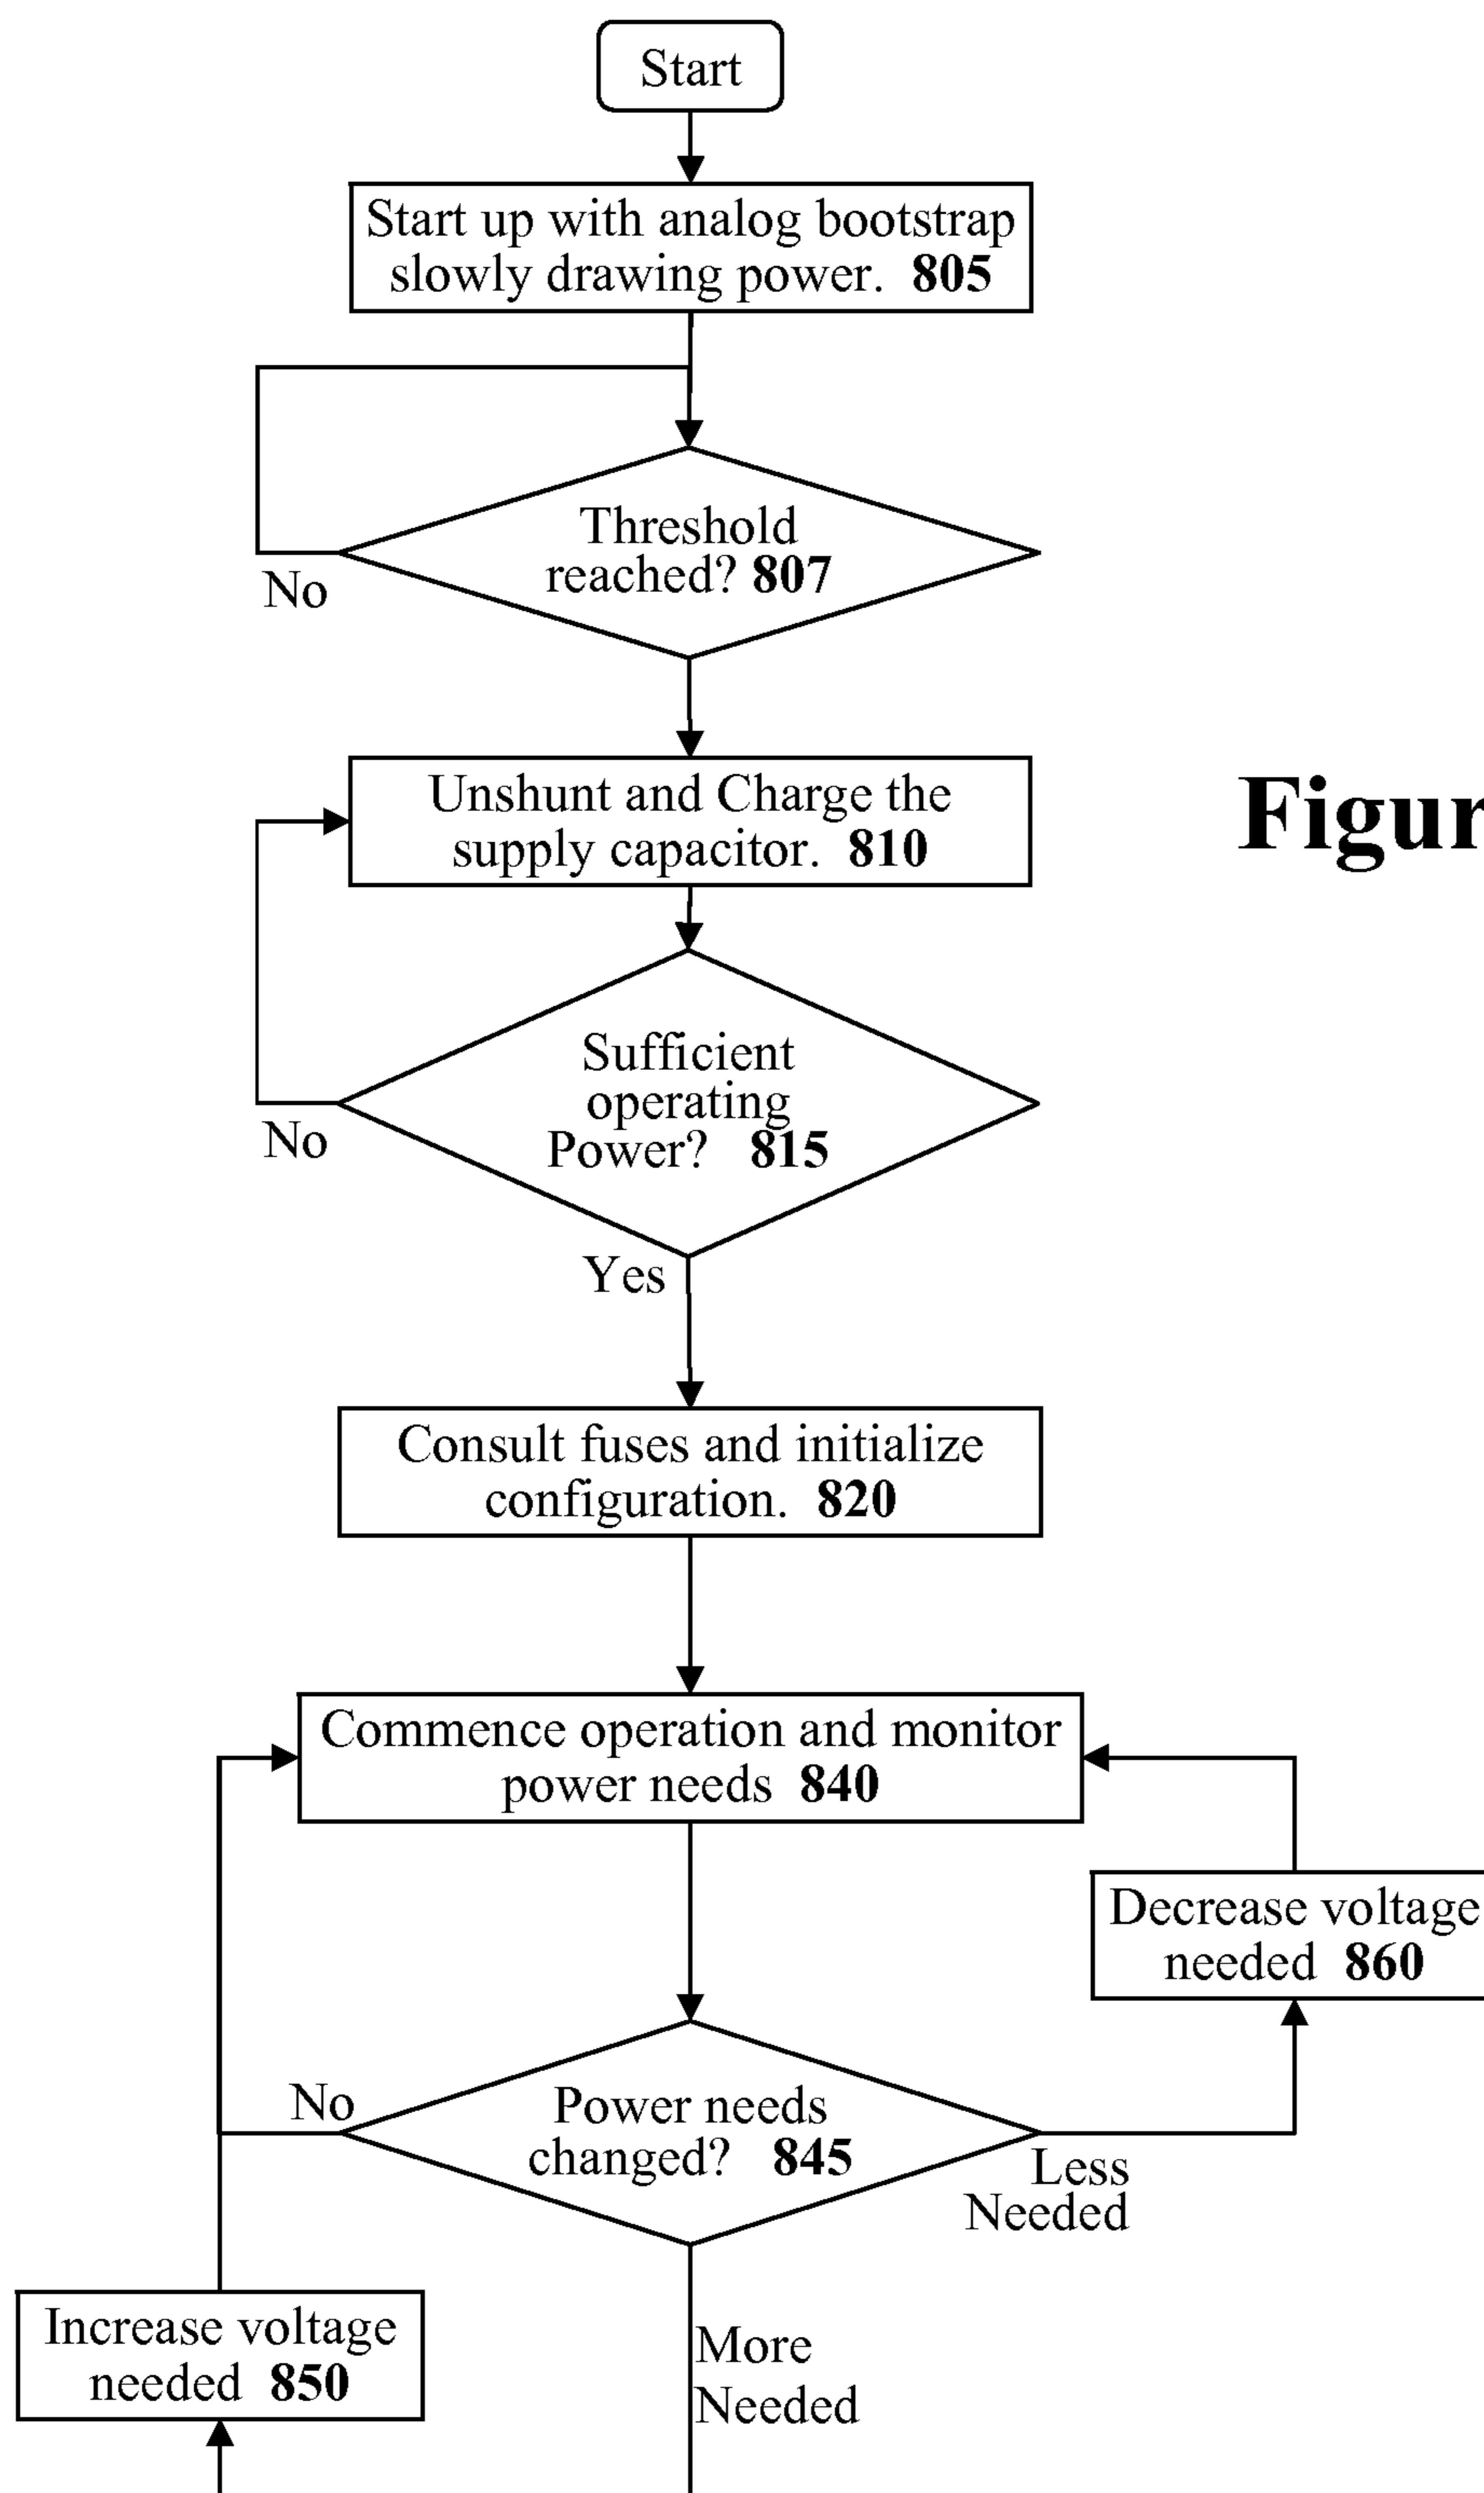 Start
Start up with analog bootstrap
slowly drawing power. 805
Threshold
reached? 807
No
Unshunt and Charge the
supply capacitor. 810
Figur
Sufficient
operating
Power? 815
No
Yes
Consult fuses and initialize
configuration. 820
Commence operation and monitor
power needs 840
Decrease voltage
needed 860
No
Power needs
changed? 845
Less
Needed
Increase voltage
needed 850
More
Needed